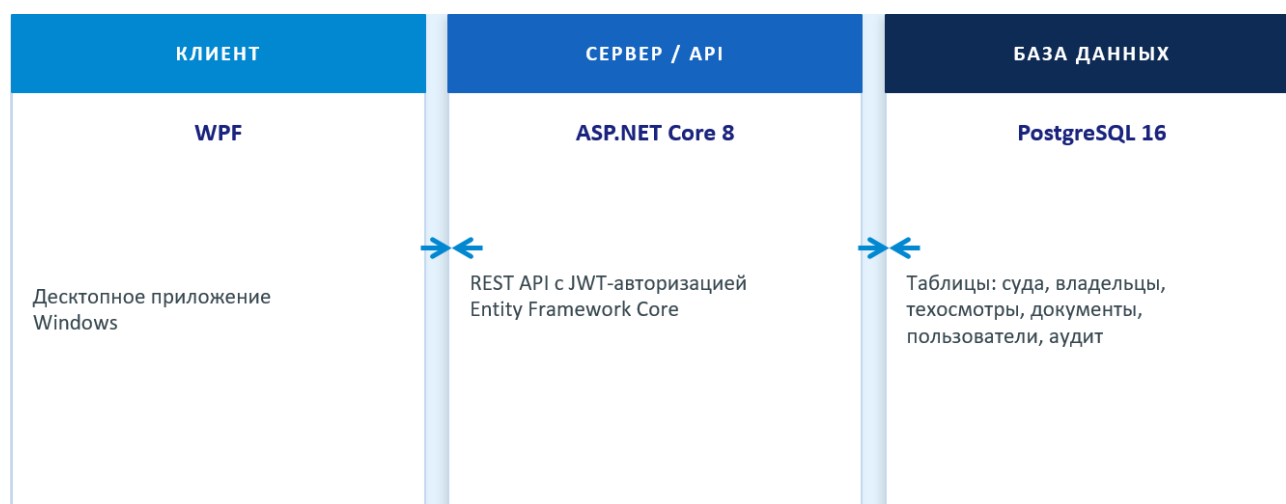 КЛИЕНТ
WPF
Десктопное приложение
Windows
СЕРВЕР / API
ASP.NET Core 8
REST API с JWT-авторизацией
Entity Framework Core
БАЗА ДАННЫХ
PostgreSQL 16
Таблицы: суда, владельцы,
техосмотры, документы,
пользователи, аудит